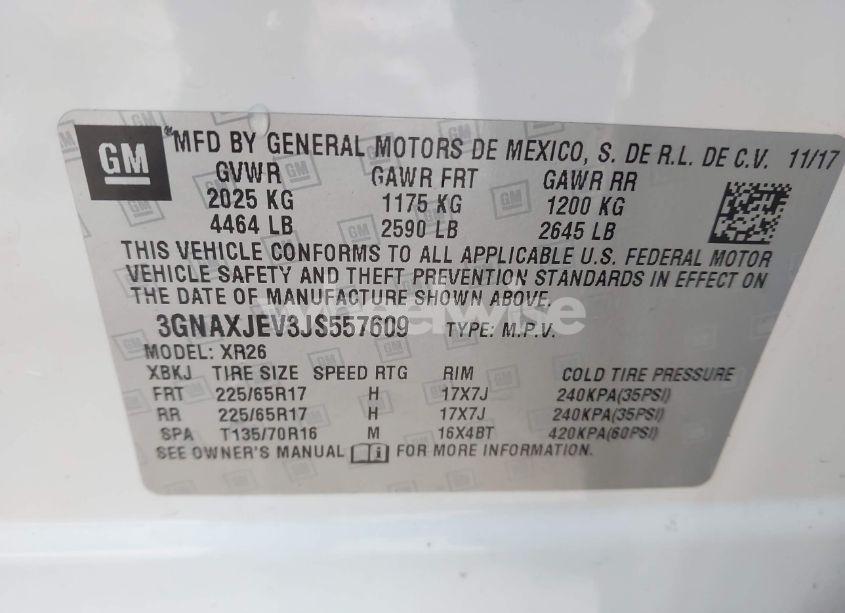 GM
MFD BY GENERAL MOTORS DE MEXICO, S. DE R.L. DE C.V. 11/17
GVWR GAWR FRT GAWR RR
2025 KG 1175 KG 1200 KG
4464 LB 2590 LB 2645 LB
THIS VEHICLE CONFORMS TO ALL APPLICABLE U.S. FEDERAL MOTOR
VEHICLE SAFETY AND THEFT PREVENTION STANDARDS IN EFFECT ON
THE DATE OF MANUFACTURE SHOWN ABOVE.
3GNAXJEV3JS557609 TYPE: M.P.V.
MODEL: XR26
XBKJ TIRE SIZE SPEED RTG RIM COLD TIRE PRESSURE
FRT 225/65R17 H 17X7J 240KPA(35PSI)
RR 225/65R17 H 17X7J 240KPA(35PSI)
SPA T135/70R16 M 16X4BT 420KPA(60PSI)
SEE OWNER'S MANUAL i FOR MORE INFORMATION.